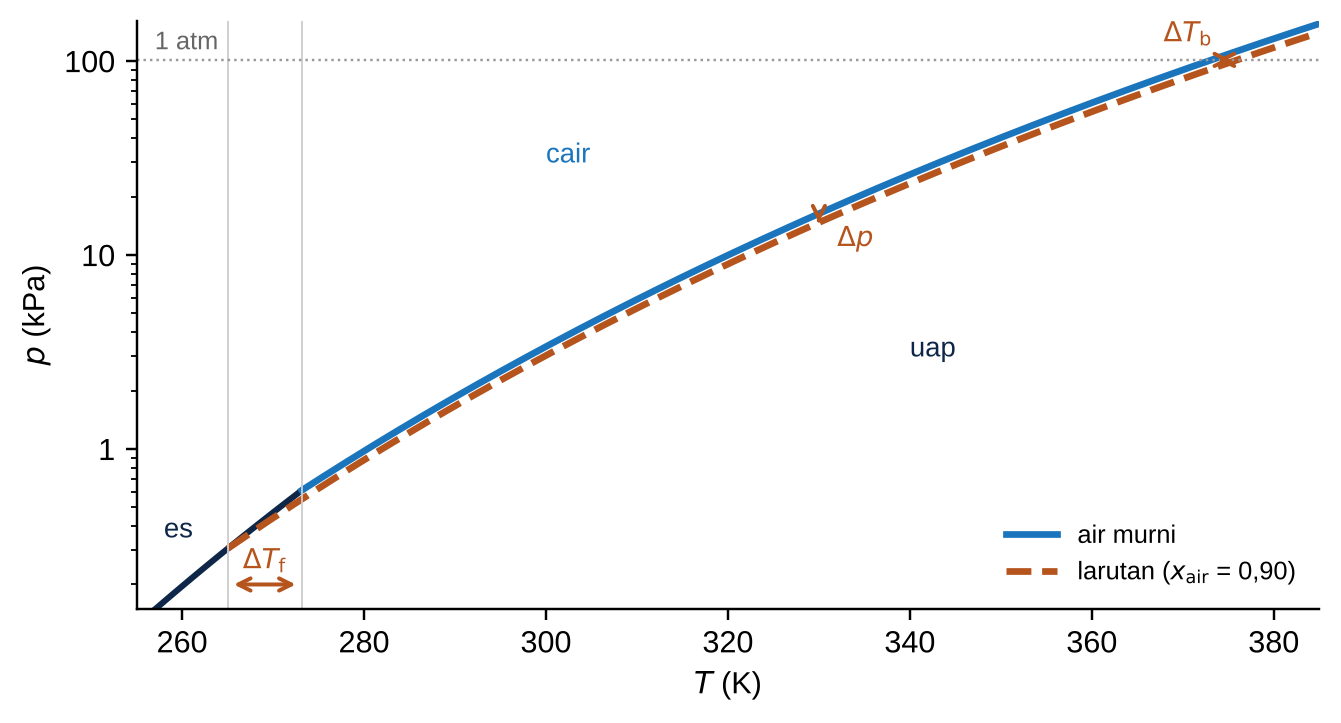 1 atm
ΔTb
100
cair
Δp
10
p (kPa)
uap
1
es
ΔTf
air murni
larutan (xair = 0,90)
260 280 300 320 340 360 380
T (K)